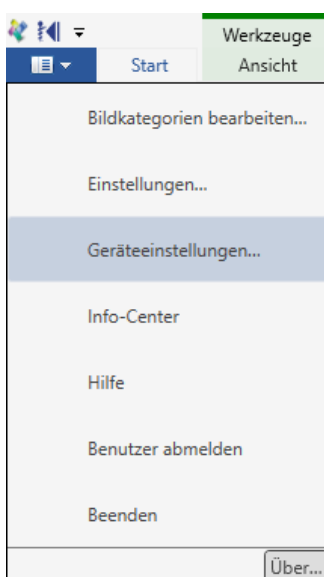 Werkzeuge
Start Ansicht
Bildkategorien bearbeiten...
Einstellungen...
Geräteeinstellungen...
Info-Center
Hilfe
Benutzer abmelden
Beenden
Über...